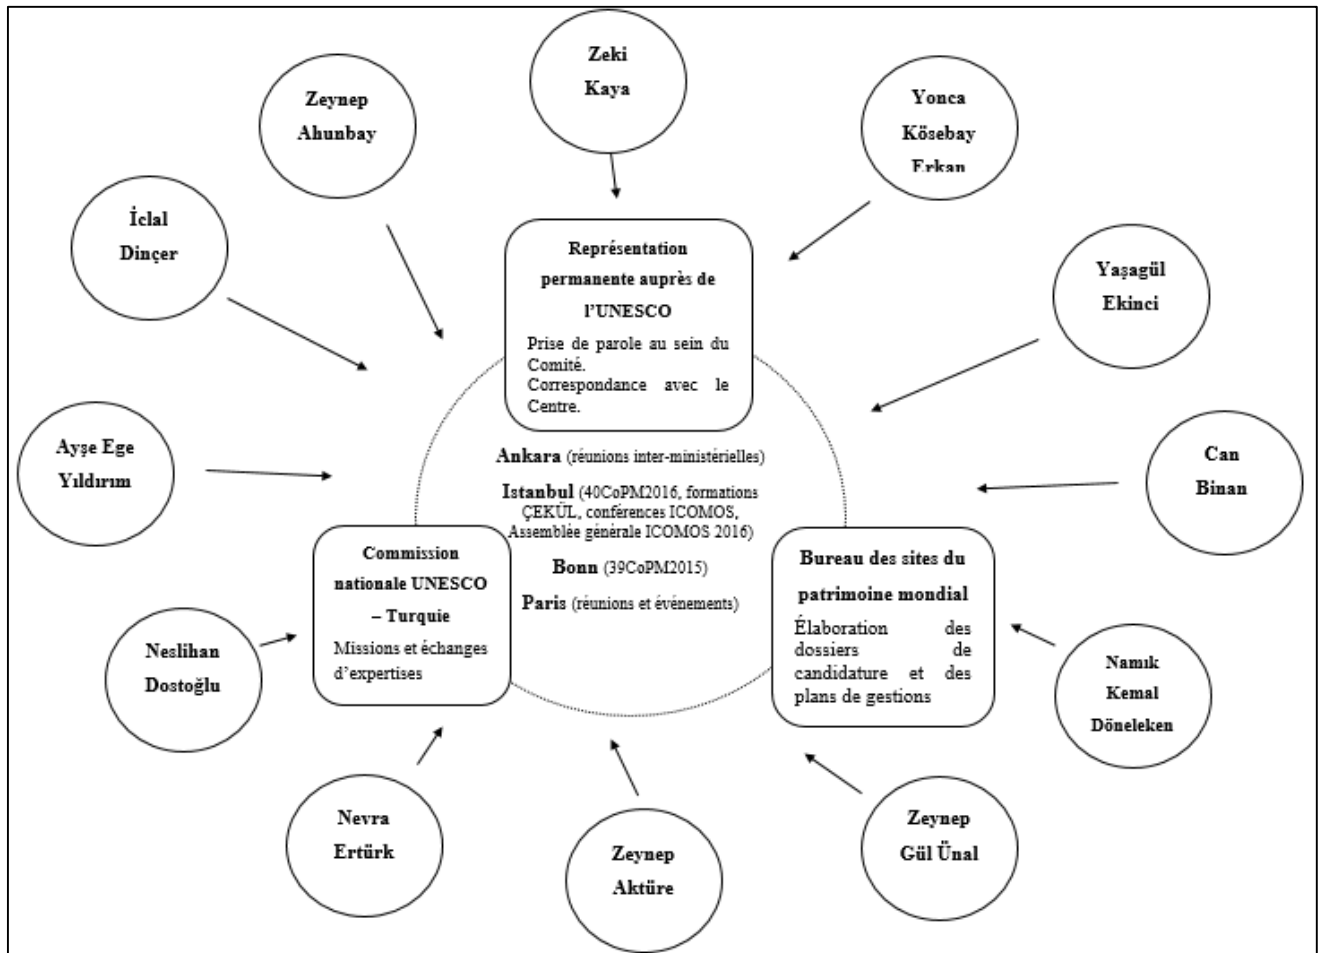 Zeki
Kaya
Zeynep
Ahunbay
Yonca
Kösebay
Erkan
İclal
Dinçer
Yaşagül
Ekinci
Ayşe Ege
Yıldırım
Can
Binan
Neslihan
Dostoğlu
Namık
Kemal
Döneleken
Nevra
Ertürk
Zeynep
Aktüre
Zeynep
Gül Ünal
Représentation
permanente auprès de
l’UNESCO
Prise de parole au sein du
Comité.
Correspondance avec le
Centre.
Ankara (réunions inter-ministérielles)
Istanbul (40CoPM2016, formations
ÇEKÜL, conférences ICOMOS,
Assemblée générale ICOMOS 2016)
Bonn (39CoPM2015)
Paris (réunions et événements)
Commission
nationale UNESCO
– Turquie
Missions et échanges
d’expertises
Bureau des sites du
patrimoine mondial
Élaboration des
dossiers de
candidature et des
plans de gestions